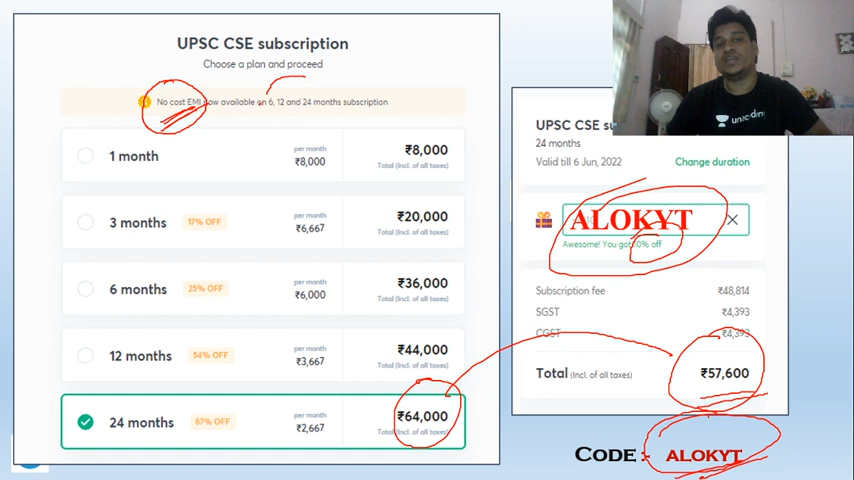 UPSC CSE subscription
Choose a plan and proceed
No cost EMI now available on 6, 12 and 24 months subscription
1 month
per month
₹8,000
₹8,000
Total (Incl. of all taxes)
3 months
17% OFF
per month
₹6,667
₹20,000
Total (Incl. of all taxes)
6 months
25% OFF
per month
₹6,000
₹36,000
Total (Incl. of all taxes)
12 months
54% OFF
per month
₹3,667
₹44,000
Total (Incl. of all taxes)
24 months
67% OFF
per month
₹2,667
₹64,000
Total (Incl. of all taxes)
UPSC CSE su
24 months
Valid till 6 Jun, 2022
Change duration
ALOKYT
Awesome! You got 10% off
Subscription fee
₹48,814
SGST
₹4,393
CGST
₹4,393
Total (Incl. of all taxes)
₹57,600
CODE :- ALOKYT